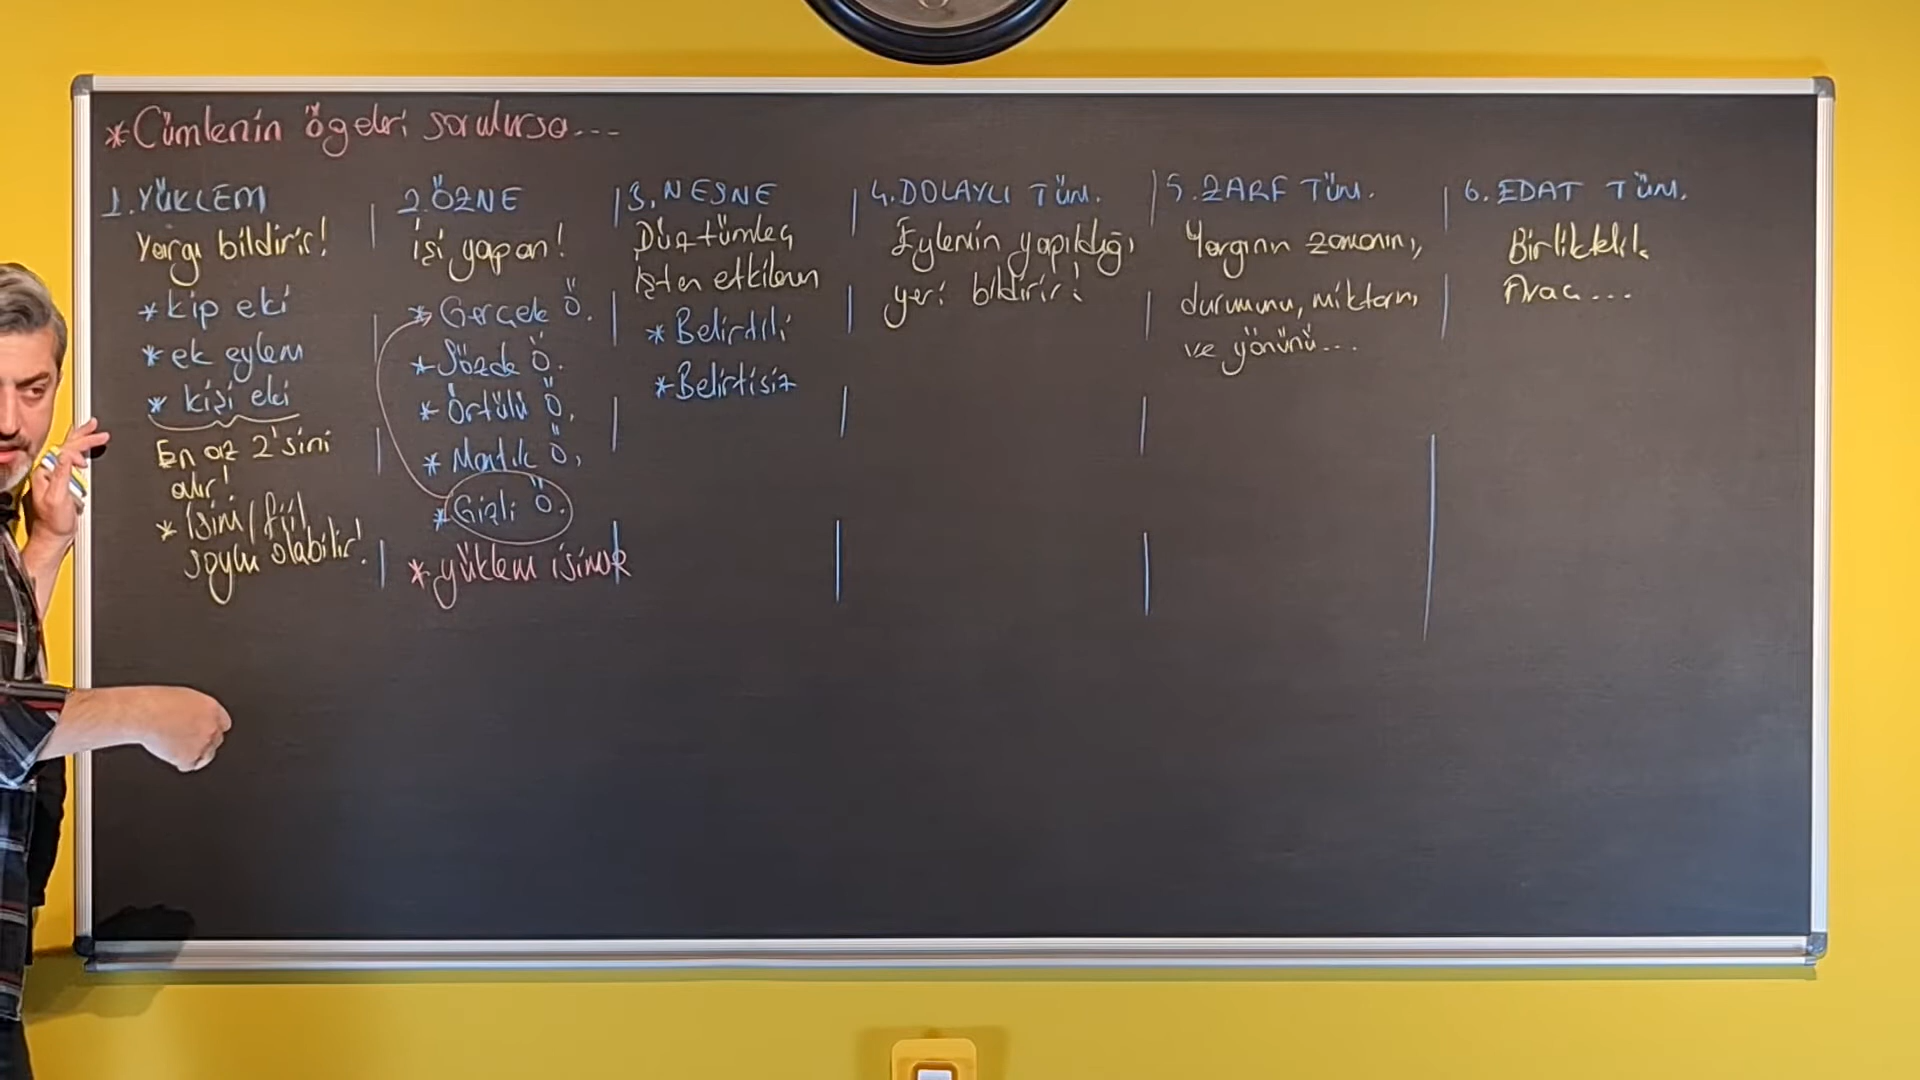 *Cümlenin ögeleri sorulursa...
1.YÜKLEM
Yargı bildirir!
*kip eki
*ek eylem
* kişi eki
En az 2'sini
alır!
* İsim/fiil
soylu olabilir!
2.ÖZNE
İşi yapan!
*Gerçek Ö.
*Sözde Ö.
*Örtülü Ö.
*Mantık Ö.
*Gizli Ö.
*yüklem isimse
3.NESNE
Düz tümleç
İşten etkilenen
*Belirtili
*Belirtisiz
4.DOLAYLI TÜM.
Eylemin yapıldığı
yeri bildirir!
5.ZARF TÜM.
Yargının zamanını,
durumunu, miktarını
ve yönünü...
6.EDAT TÜM.
Birliktelik
Araç...